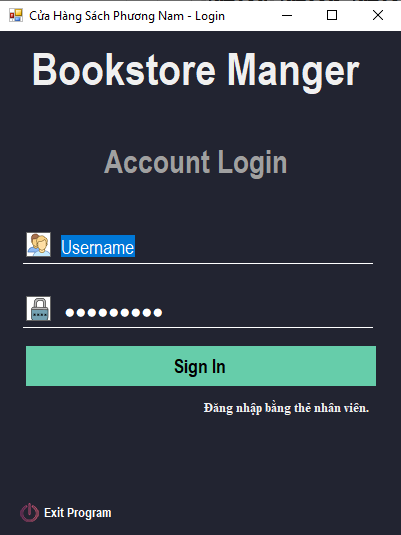 Cửa Hàng Sách Phương Nam - Login
Bookstore Manger
Account Login
Username
●●●●●●●●●
Sign In
Đăng nhập bằng thẻ nhân viên.
Exit Program